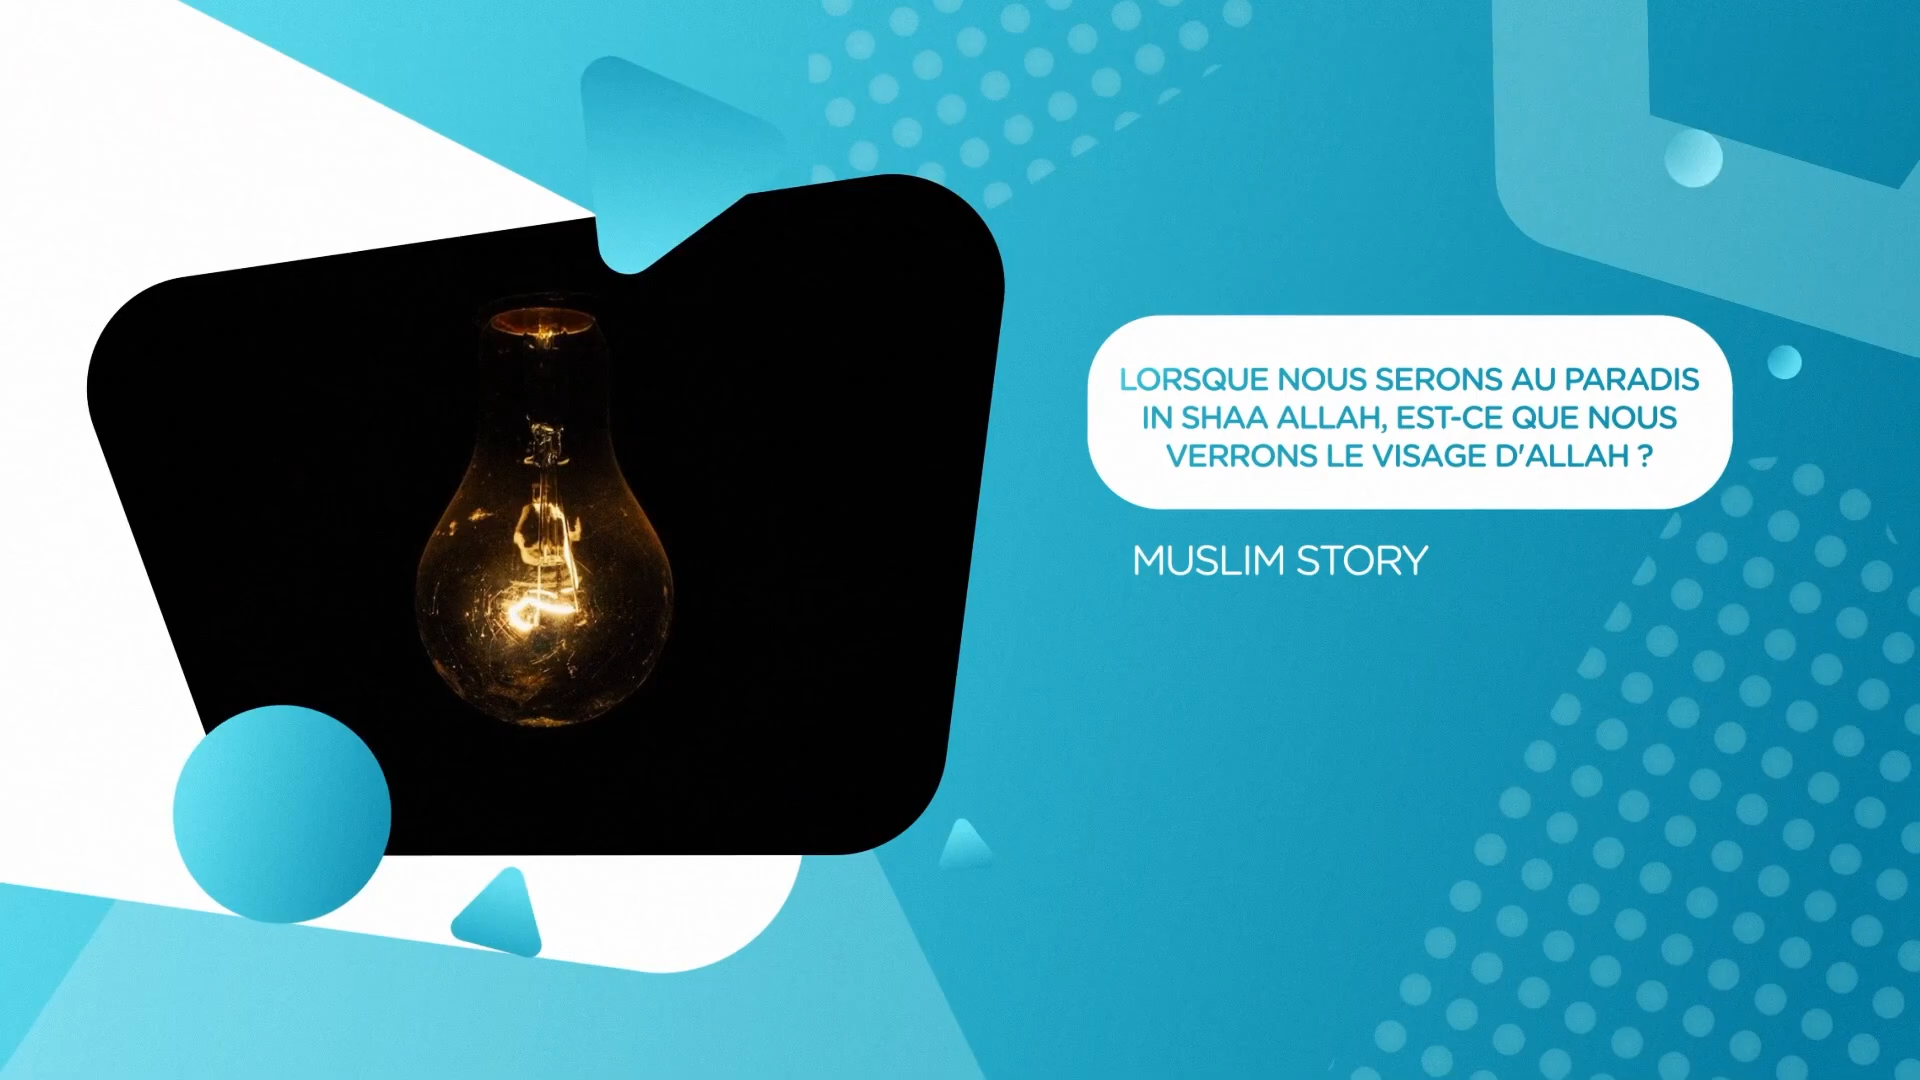 LORSQUE NOUS SERONS AU PARADIS
IN SHAA ALLAH, EST-CE QUE NOUS
VERRONS LE VISAGE D'ALLAH ?
MUSLIM STORY